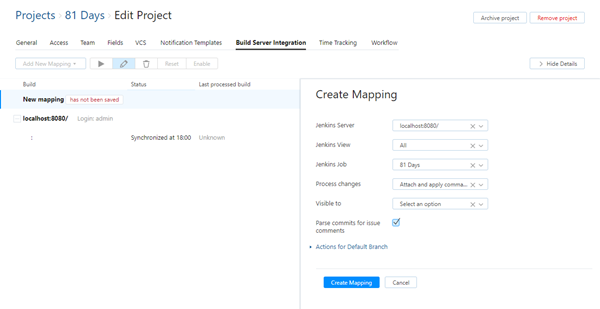 Projects › 81 Days › Edit Project
Archive project
Remove project
General Access Team Fields VCS Notification Templates Build Server Integration Time Tracking Workflow
Add New Mapping
Reset
Enable
Hide Details
Build Status Last processed build
New mapping has not been saved
localhost:8080/ Login: admin
: Synchronized at 18:00 Unknown
Create Mapping
Jenkins Server localhost:8080/
Jenkins View All
Jenkins Job 81 Days
Process changes Attach and apply comma...
Visible to Select an option
Parse commits for issue
comments
Actions for Default Branch
Create Mapping Cancel